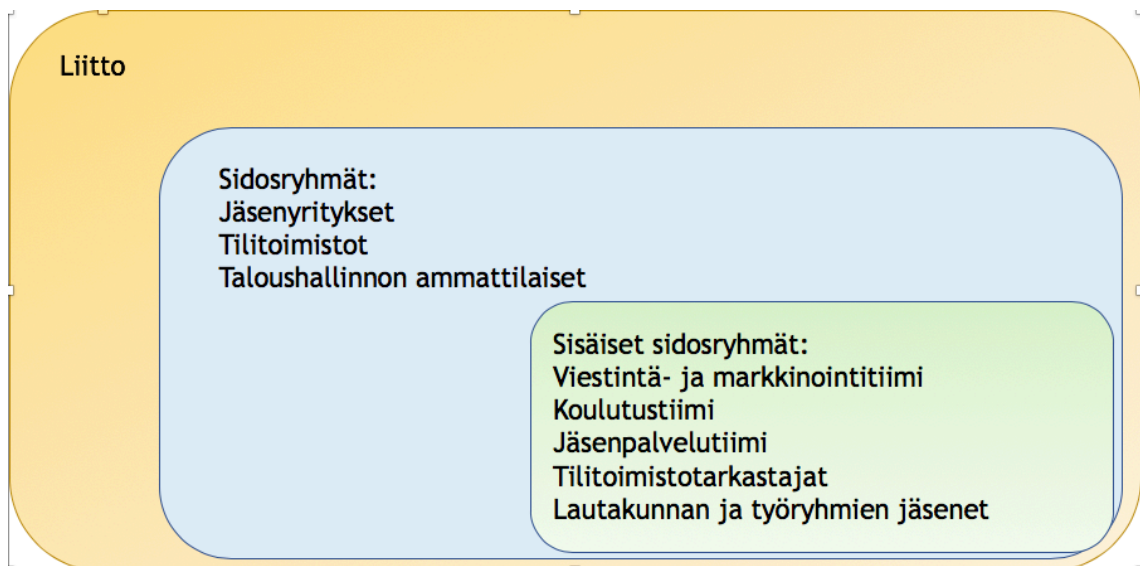 Liitto
Sidosryhmät:
Jäsenyritykset
Tilitoimistot
Taloushallinnon ammattilaiset
Sisäiset sidosryhmät:
Viestintä- ja markkinointitiimi
Koulutustiimi
Jäsenpalvelutiimi
Tilitoimistotarkastajat
Lautakunnan ja työryhmien jäsenet